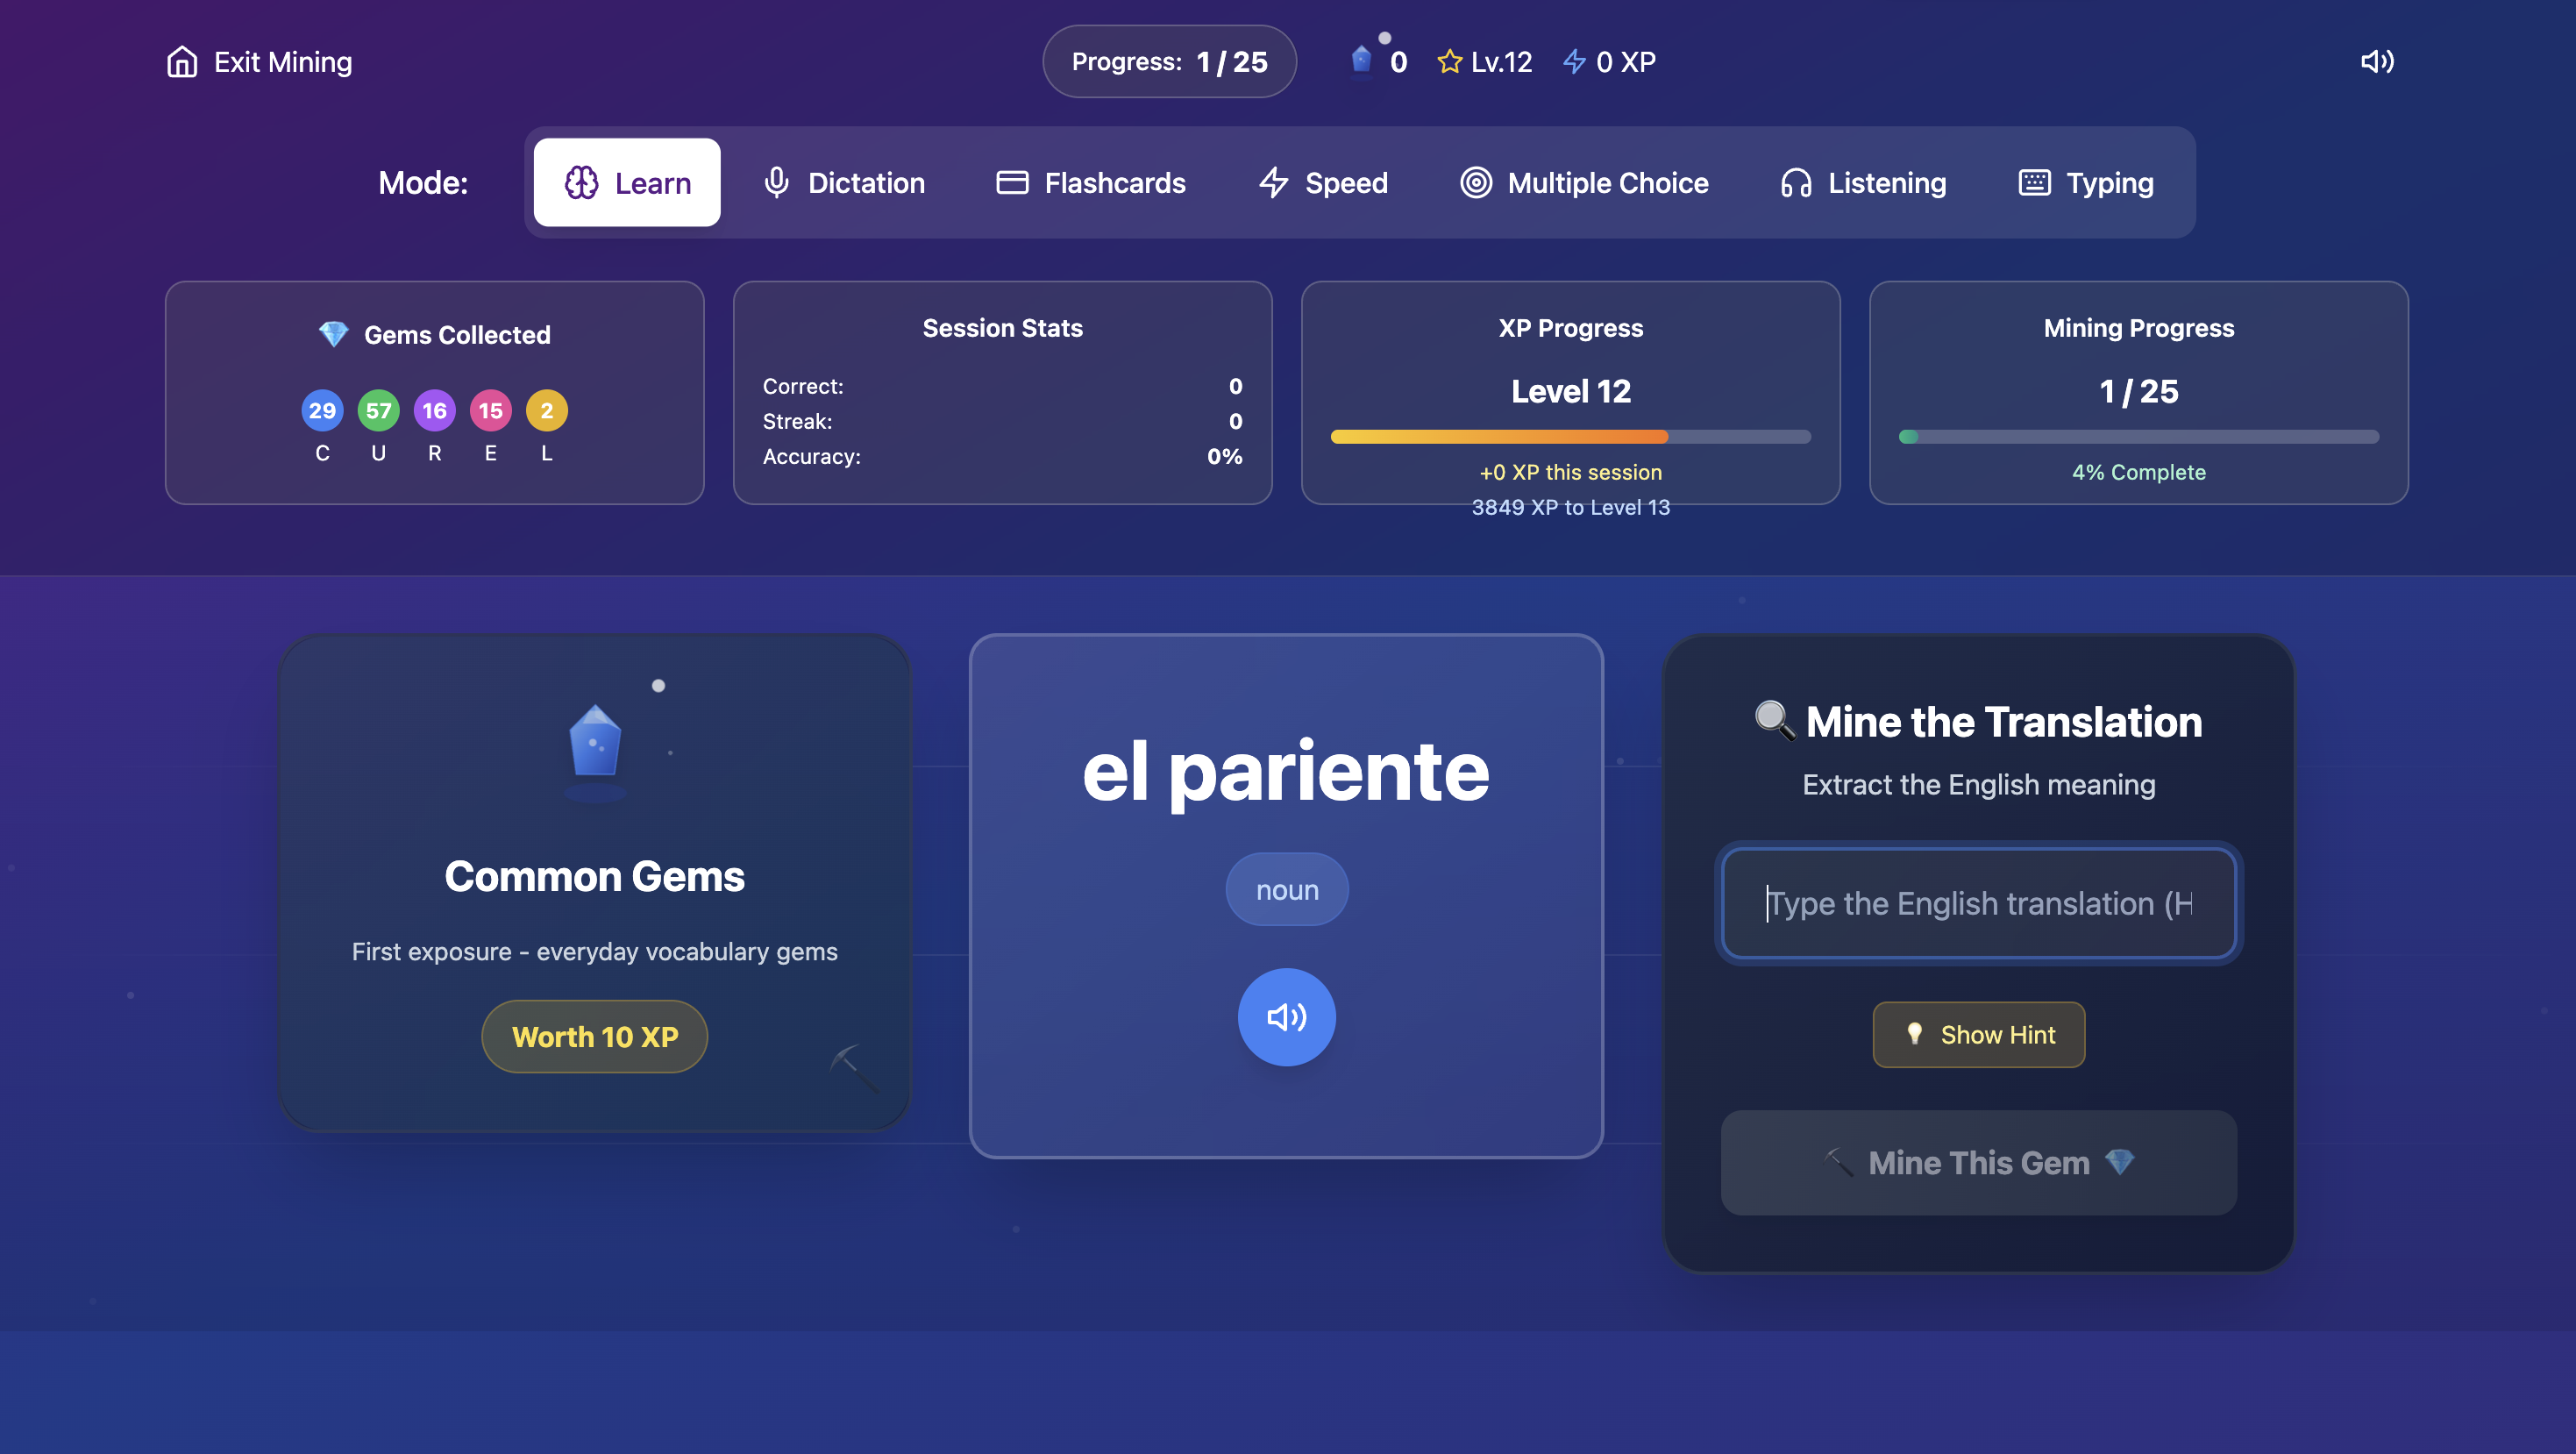 Exit Mining
Progress: 1 / 25
0
Lv.12
0 XP
Mode:
Learn
Dictation
Flashcards
Speed
Multiple Choice
Listening
Typing
Gems Collected
29 57 16 15 2
C U R E L
Session Stats
Correct: 0
Streak: 0
Accuracy: 0%
XP Progress
Level 12
+0 XP this session
3849 XP to Level 13
Mining Progress
1 / 25
4% Complete
Common Gems
First exposure - everyday vocabulary gems
Worth 10 XP
el pariente
noun
Mine the Translation
Extract the English meaning
Type the English translation (H
Show Hint
Mine This Gem